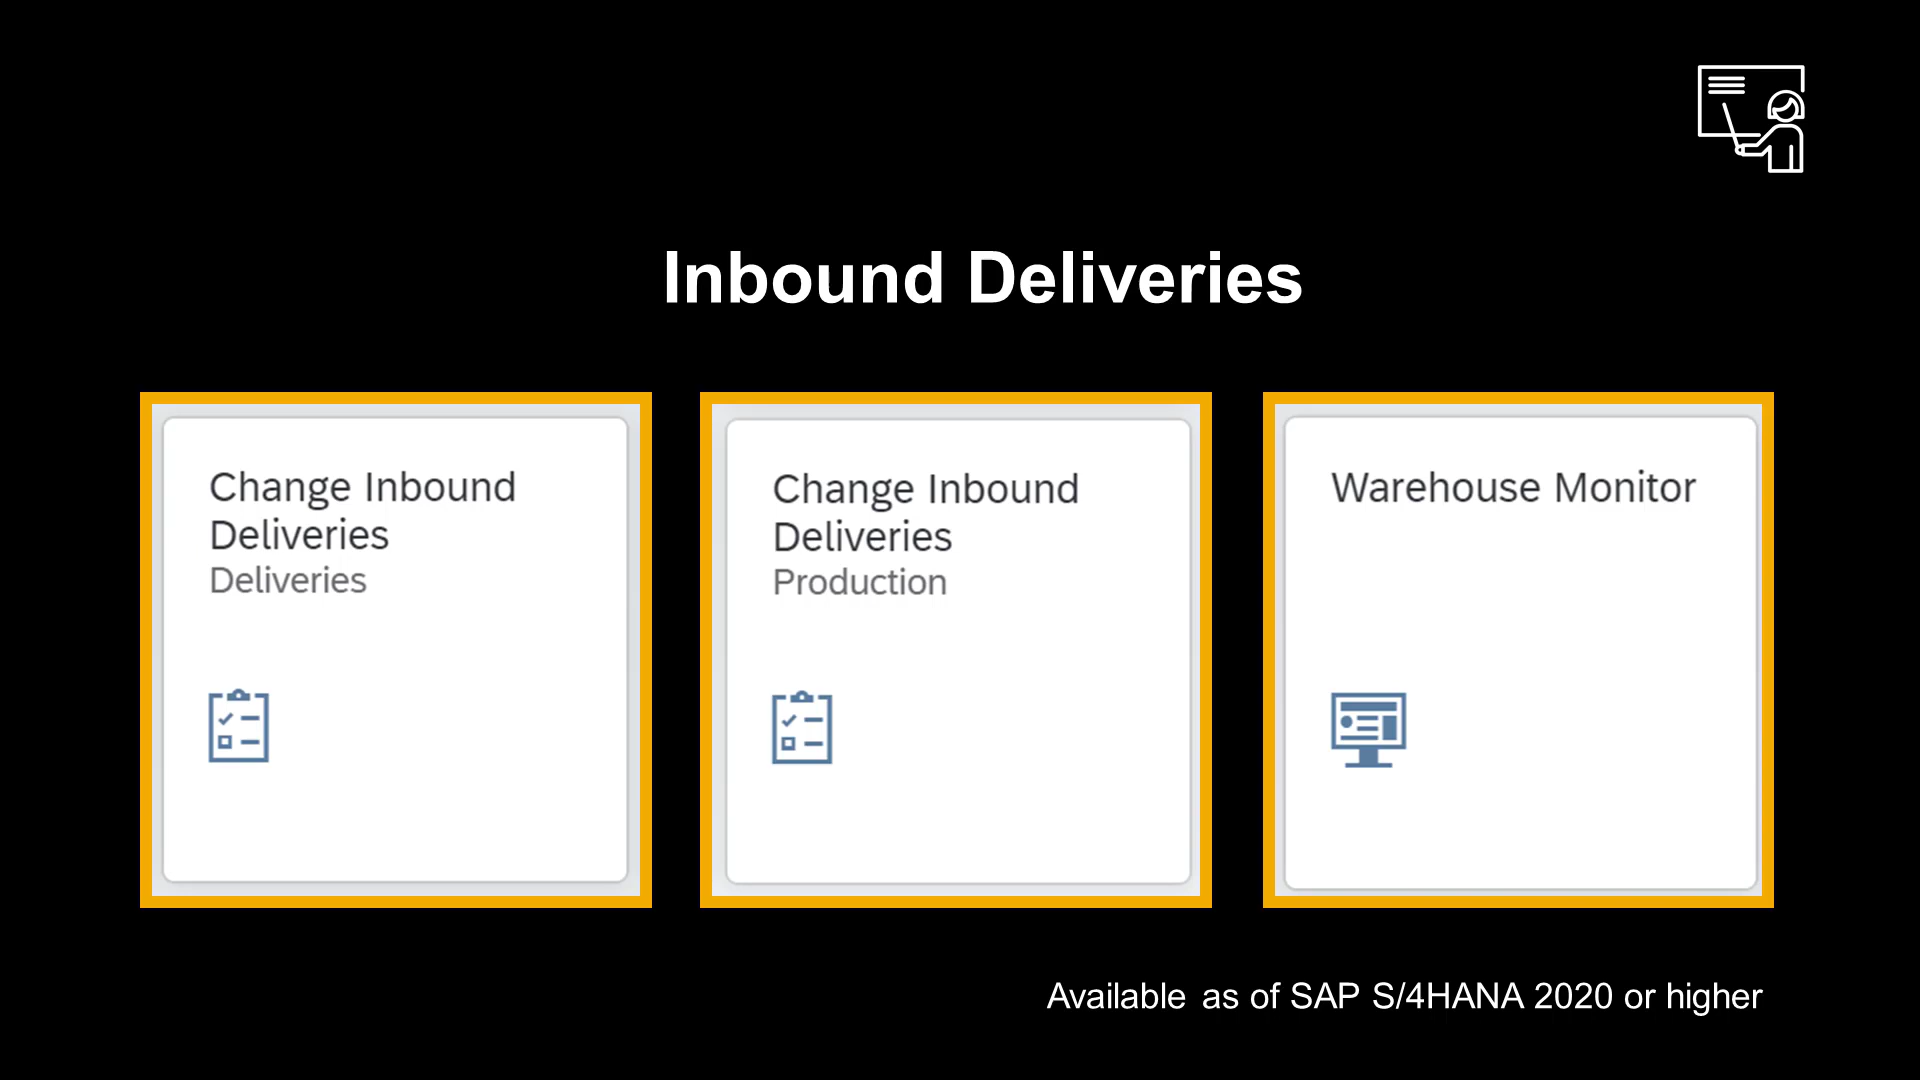 Inbound Deliveries
Change Inbound
Deliveries
Deliveries
Change Inbound
Deliveries
Production
Warehouse Monitor
Available as of SAP S/4HANA 2020 or higher